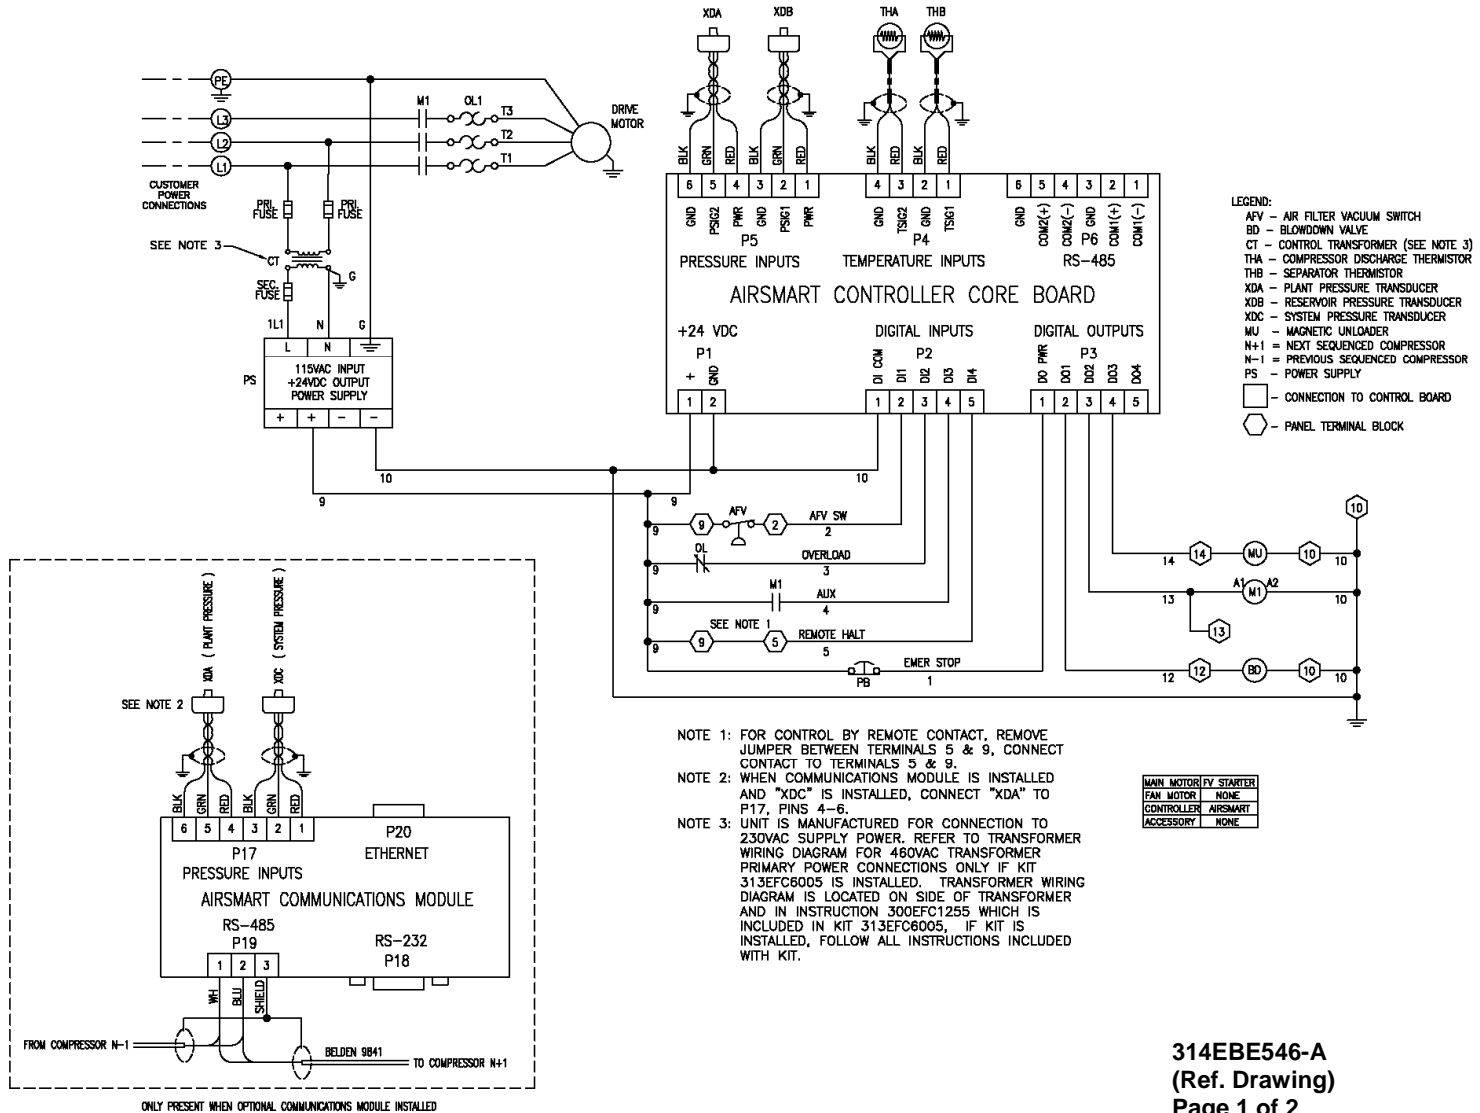 XDA
XDB
THA
THB
PE
L3
L2
L1
M1
OL1
T3
T2
T1
DRIVE
MOTOR
CUSTOMER
POWER
CONNECTIONS
PRI.
FUSE
PRI.
FUSE
SEE NOTE 3
CT
G
SEC.
FUSE
1L1
N
G
L
N
PS
115VAC INPUT
+24VDC OUTPUT
POWER SUPPLY
+ + - -
10
9
BLK GRN RED BLK GRN RED
BLK RED BLK RED
6 5 4 3 2 1
4 3 2 1
6 5 4 3 2 1
GND PSIG2 PWR GND PSIG1 PWR
GND TSIG2 GND TSIG1
GND COM2(+) COM2(-) GND COM1(+) COM1(-)
P5
P4
P6
PRESSURE INPUTS
TEMPERATURE INPUTS
RS-485
AIRSMART CONTROLLER CORE BOARD
+24 VDC
DIGITAL INPUTS
DIGITAL OUTPUTS
P1
P2
P3
+ GND
DI COM DI1 DI2 DI3 DI4
DO PWR DO1 DO2 DO3 DO4
1 2
1 2 3 4 5
1 2 3 4 5
LEGEND:
AFV - AIR FILTER VACUUM SWITCH
BD - BLOWDOWN VALVE
CT - CONTROL TRANSFORMER (SEE NOTE 3)
THA - COMPRESSOR DISCHARGE THERMISTOR
THB - SEPARATOR THERMISTOR
XDA - PLANT PRESSURE TRANSDUCER
XDB - RESERVOIR PRESSURE TRANSDUCER
XDC - SYSTEM PRESSURE TRANSDUCER
MU - MAGNETIC UNLOADER
N+1 = NEXT SEQUENCED COMPRESSOR
N-1 = PREVIOUS SEQUENCED COMPRESSOR
PS - POWER SUPPLY
- CONNECTION TO CONTROL BOARD
- PANEL TERMINAL BLOCK
10
9
9 9 AFV 2 AFV SW
2
9 OL OVERLOAD
3
9 M1 AUX
4
SEE NOTE 1
9 9 5 REMOTE HALT
5
PB
EMER STOP
1
10
14 14 MU 10 10
13 A1 M1 A2 10
13
12 12 BD 10 10
XDA ( PLANT PRESSURE )
XDC ( SYSTEM PRESSURE )
SEE NOTE 2
BLK GRN RED BLK GRN RED
6 5 4 3 2 1
P17
PRESSURE INPUTS
P20
ETHERNET
AIRSMART COMMUNICATIONS MODULE
RS-485
P19
RS-232
P18
1 2 3
WH BLU SHIELD
FROM COMPRESSOR N-1
BELDEN 9841
TO COMPRESSOR N+1
ONLY PRESENT WHEN OPTIONAL COMMUNICATIONS MODULE INSTALLED
NOTE 1: FOR CONTROL BY REMOTE CONTACT, REMOVE
JUMPER BETWEEN TERMINALS 5 & 9, CONNECT
CONTACT TO TERMINALS 5 & 9.
NOTE 2: WHEN COMMUNICATIONS MODULE IS INSTALLED
AND "XDC" IS INSTALLED, CONNECT "XDA" TO
P17, PINS 4-6.
NOTE 3: UNIT IS MANUFACTURED FOR CONNECTION TO
230VAC SUPPLY POWER. REFER TO TRANSFORMER
WIRING DIAGRAM FOR 460VAC TRANSFORMER
PRIMARY POWER CONNECTIONS ONLY IF KIT
313EFC6005 IS INSTALLED. TRANSFORMER WIRING
DIAGRAM IS LOCATED ON SIDE OF TRANSFORMER
AND IN INSTRUCTION 300EFC1255 WHICH IS
INCLUDED IN KIT 313EFC6005, IF KIT IS
INSTALLED, FOLLOW ALL INSTRUCTIONS INCLUDED
WITH KIT.
MAIN MOTOR FV STARTER
FAN MOTOR NONE
CONTROLLER AIRSMART
ACCESSORY NONE
314EBE546-A
(Ref. Drawing)
Page 1 of 2